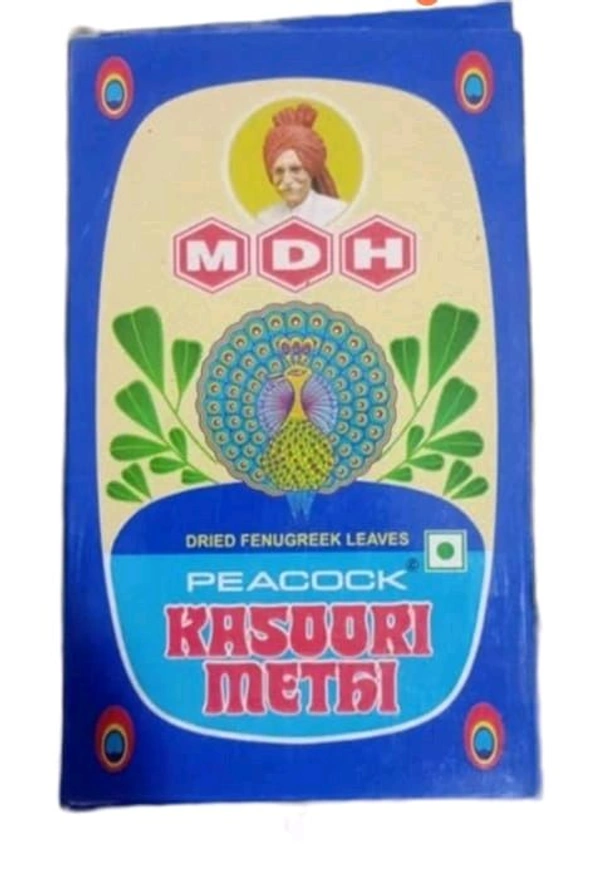 MDH
DRIED FENUGREEK LEAVES
PEACOCK
KASOORI
METHI